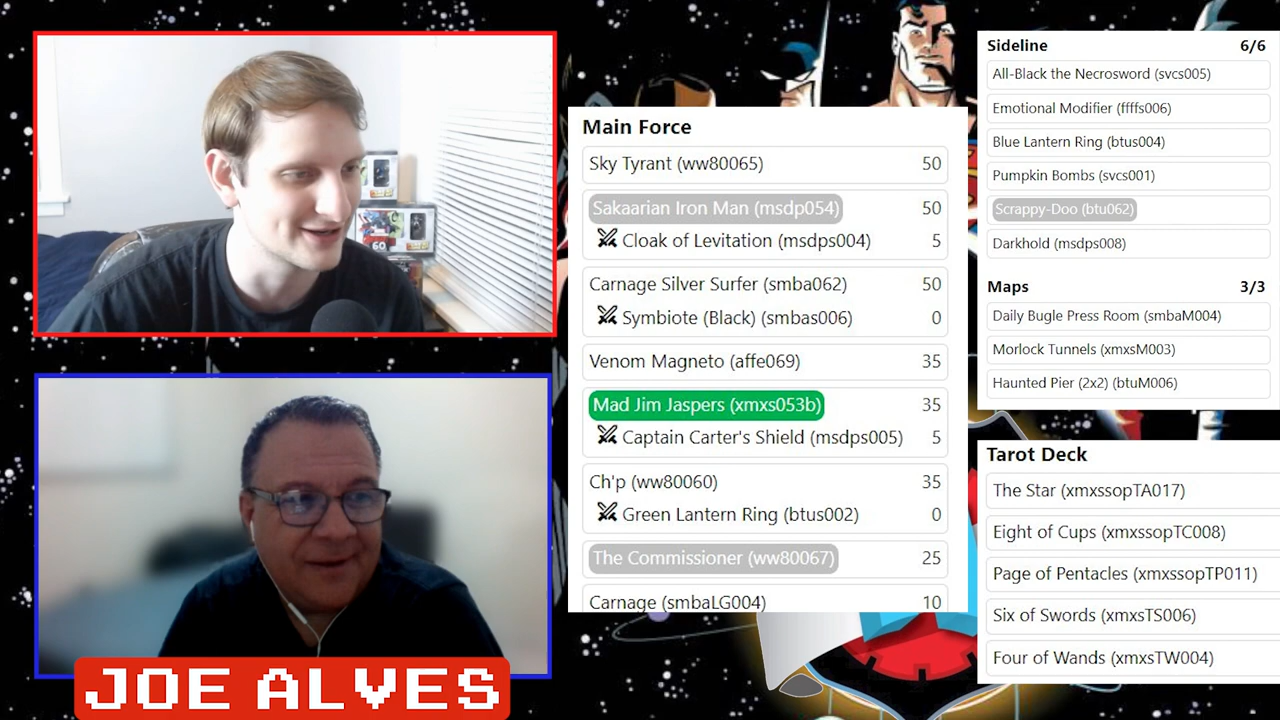 Main Force
Sky Tyrant (ww80065) 50
Sakaarian Iron Man (msdp054) 50
Cloak of Levitation (msdps004) 5
Carnage Silver Surfer (smba062) 50
Symbiote (Black) (smbas006) 0
Venom Magneto (affe069) 35
Mad Jim Jaspers (xmxs053b) 35
Captain Carter's Shield (msdps005) 5
Ch'p (ww80060) 35
Green Lantern Ring (btus002) 0
The Commissioner (ww80067) 25
Carnage (smbaLG004) 10
Sideline 6/6
All-Black the Necrosword (svcs005)
Emotional Modifier (ffffs006)
Blue Lantern Ring (btus004)
Pumpkin Bombs (svcs001)
Scrappy-Doo (btu062)
Darkhold (msdps008)
Maps 3/3
Daily Bugle Press Room (smbaM004)
Morlock Tunnels (xmxsM003)
Haunted Pier (2x2) (btuM006)
Tarot Deck
The Star (xmxssopTA017)
Eight of Cups (xmxssopTC008)
Page of Pentacles (xmxssopTP011)
Six of Swords (xmxsTS006)
Four of Wands (xmxsTW004)
60
JOE ALVES